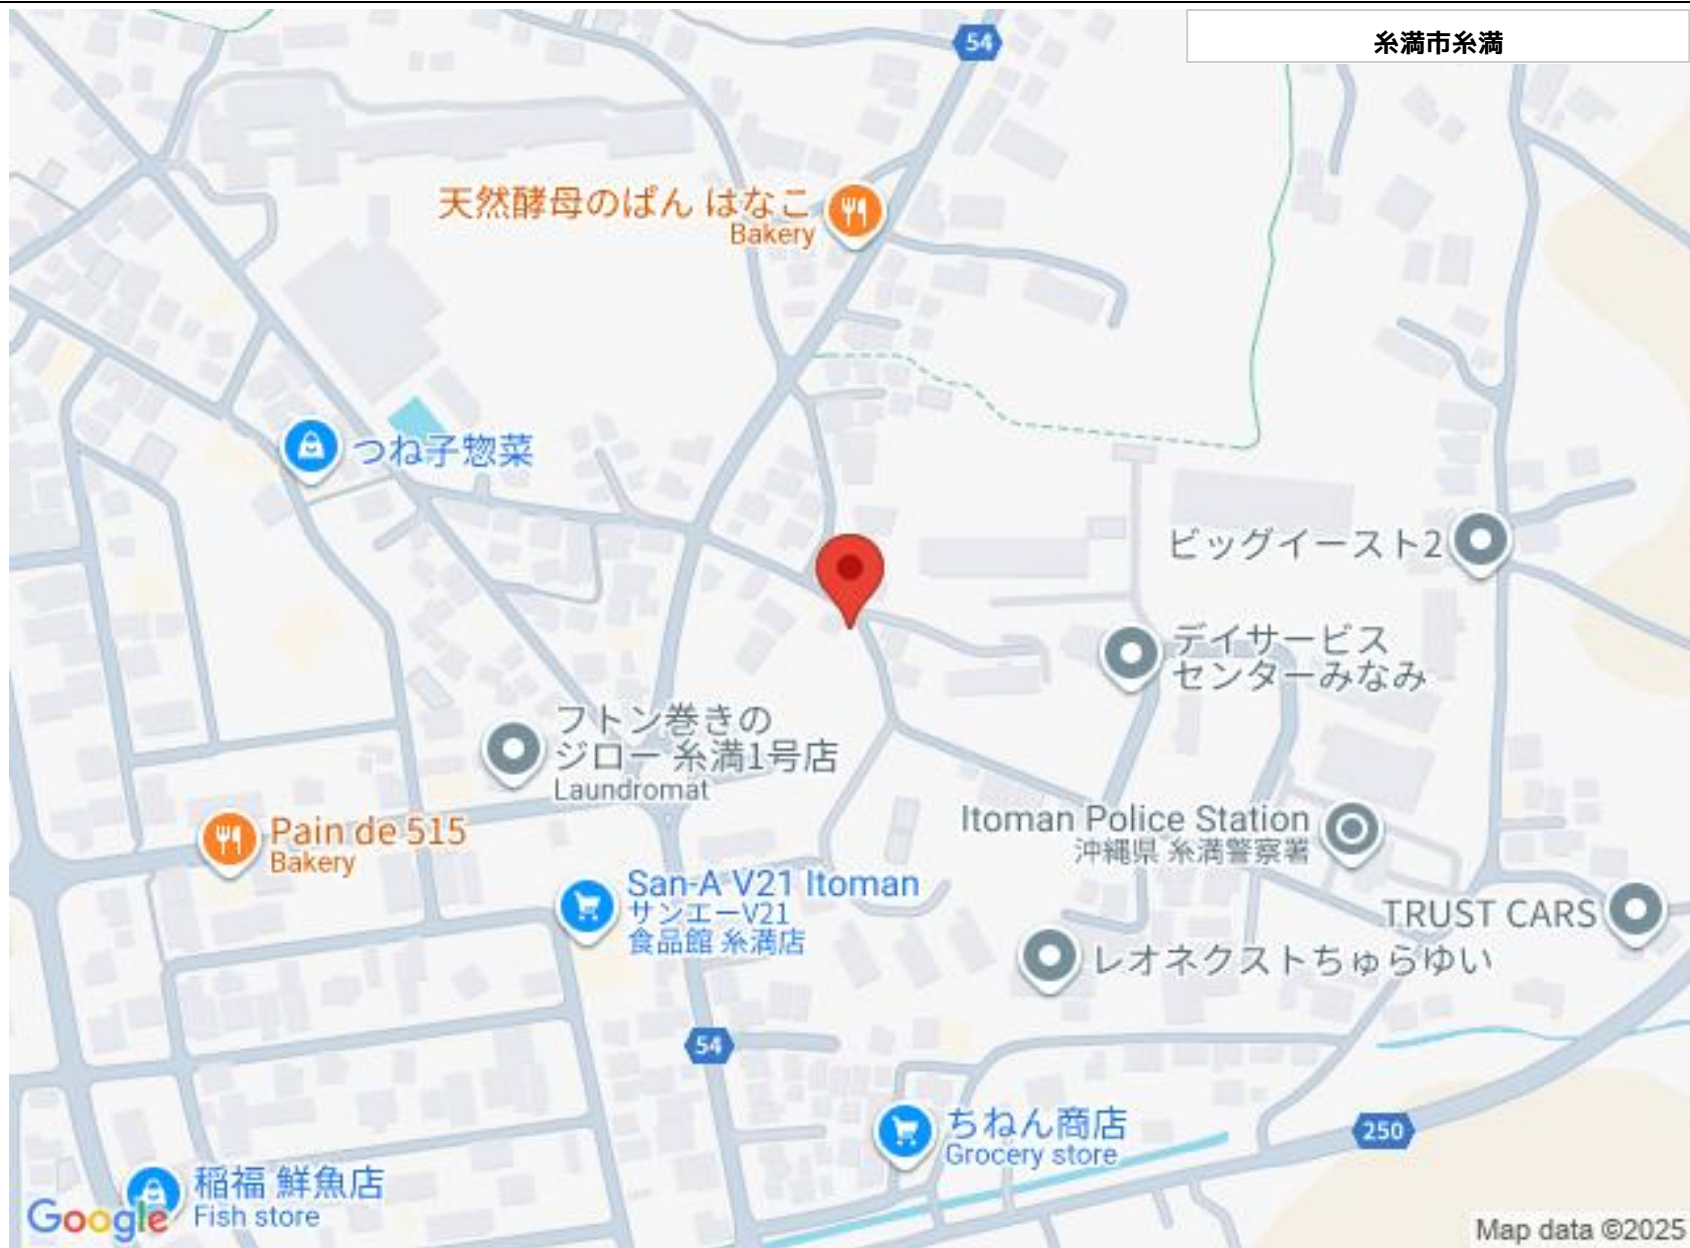 糸満市糸満
54
天然酵母のぱん はなこ
Bakery
つね子惣菜
ビッグイースト2
デイサービス
センターみなみ
フトン巻きの
ジロー 糸満1号店
Laundromat
Itoman Police Station
沖縄県 糸満警察署
Pain de 515
Bakery
San-A V21 Itoman
サンエーV21
食品館 糸満店
TRUST CARS
レオネクストちゅらゆい
54
ちねん商店
Grocery store
250
稲福 鮮魚店
Fish store
Google
Map data ©2025